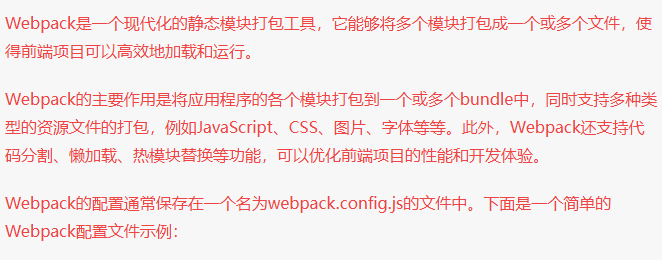 Webpack是一个现代化的静态模块打包工具，它能够将多个模块打包成一个或多个文件，使
得前端项目可以高效地加载和运行。
Webpack的主要作用是将应用程序的各个模块打包到一个或多个bundle中，同时支持多种类
型的资源文件的打包，例如JavaScript、CSS、图片、字体等等。此外，Webpack还支持代
码分割、懒加载、热模块替换等功能，可以优化前端项目的性能和开发体验。
Webpack的配置通常保存在一个名为webpack.config.js的文件中。下面是一个简单的
Webpack配置文件示例：